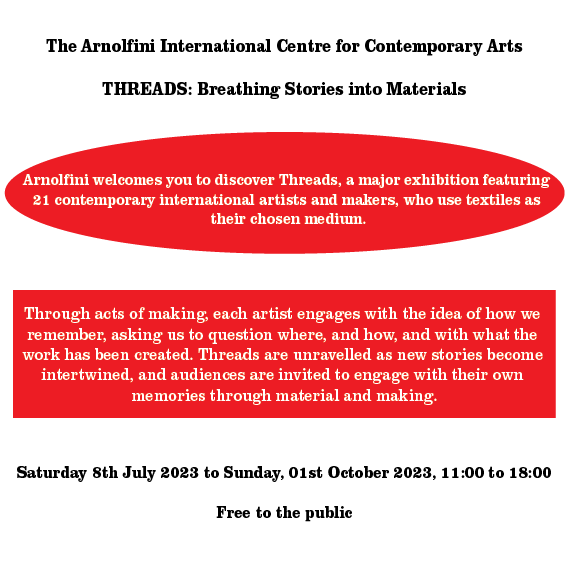 The Arnolfini International Centre for Contemporary Arts
THREADS: Breathing Stories into Materials
Arnolfini welcomes you to discover Threads, a major exhibition featuring
21 contemporary international artists and makers, who use textiles as
their chosen medium.
Through acts of making, each artist engages with the idea of how we
remember, asking us to question where, and how, and with what the
work has been created. Threads are unravelled as new stories become
intertwined, and audiences are invited to engage with their own
memories through material and making.
Saturday 8th July 2023 to Sunday, 01st October 2023, 11:00 to 18:00
Free to the public